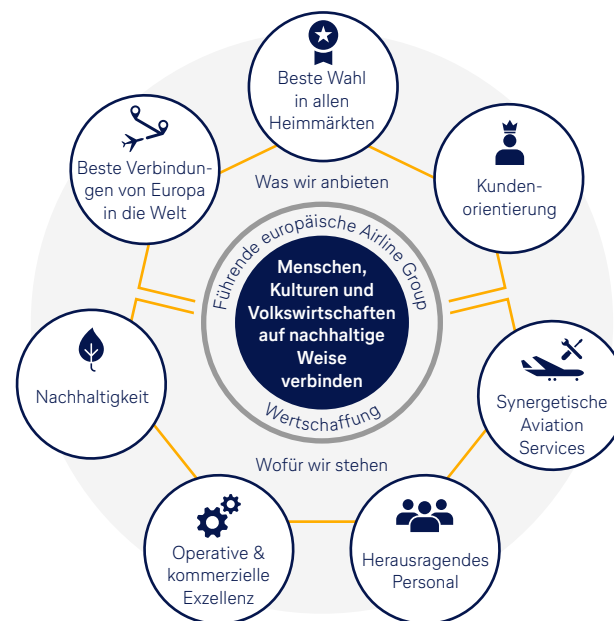 Beste Wahl
in allen
Heimmärkten
Beste Verbindun-
gen von Europa
in die Welt
Kunden-
orientierung
Was wir anbieten
Führende europäische Airline Group
Menschen,
Kulturen und
Volkswirtschaften
auf nachhaltige
Weise
verbinden
Wertschaffung
Nachhaltigkeit
Synergetische
Aviation
Services
Wofür wir stehen
Operative &
kommerzielle
Exzellenz
Herausragendes
Personal